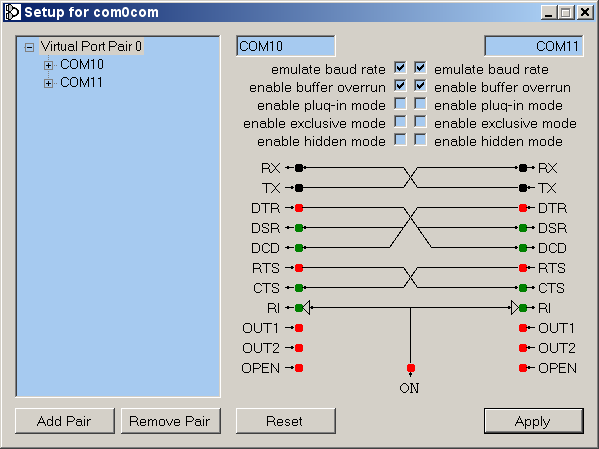 Setup for com0com
Virtual Port Pair 0
COM10
COM11
COM10 COM11
emulate baud rate emulate baud rate
enable buffer overrun enable buffer overrun
enable plug-in mode enable plug-in mode
enable exclusive mode enable exclusive mode
enable hidden mode enable hidden mode
RX RX
TX TX
DTR DTR
DSR DSR
DCD DCD
RTS RTS
CTS CTS
RI RI
OUT1 OUT1
OUT2 OUT2
OPEN OPEN
ON
Add Pair Remove Pair Reset Apply